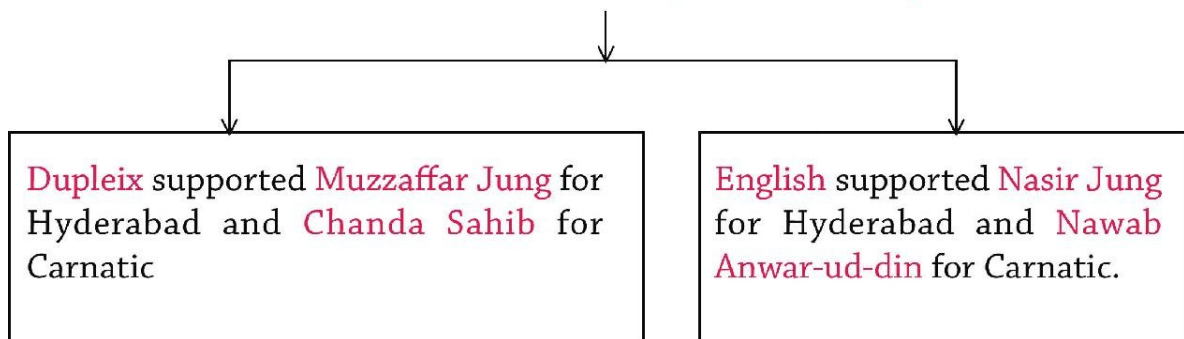 Dupleix supported Muzzaffar Jung for
Hyderabad and Chanda Sahib for
Carnatic
English supported Nasir Jung
for Hyderabad and Nawab
Anwar-ud-din for Carnatic.